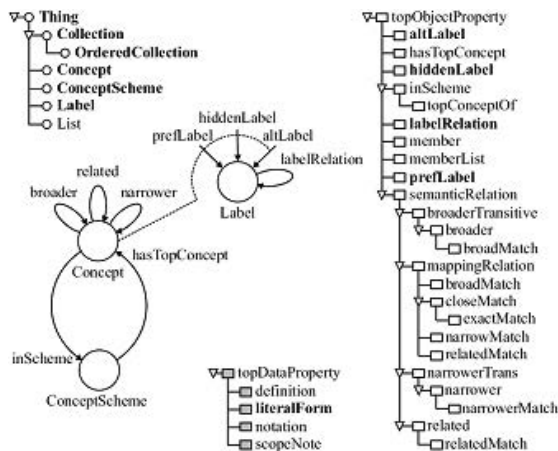 Thing
Collection
OrderedCollection
Concept
ConceptScheme
Label
List
hiddenLabel
prefLabel
altLabel
labelRelation
Label
related
broader
narrower
hasTopConcept
Concept
inScheme
ConceptScheme
topDataProperty
definition
literalForm
notation
scopeNote
topObjectProperty
altLabel
hasTopConcept
hiddenLabel
inScheme
topConceptOf
labelRelation
member
memberList
prefLabel
semanticRelation
broaderTransitive
broader
broadMatch
mappingRelation
broadMatch
closeMatch
exactMatch
narrowMatch
relatedMatch
narrowerTrans
narrower
narrowerMatch
related
relatedMatch